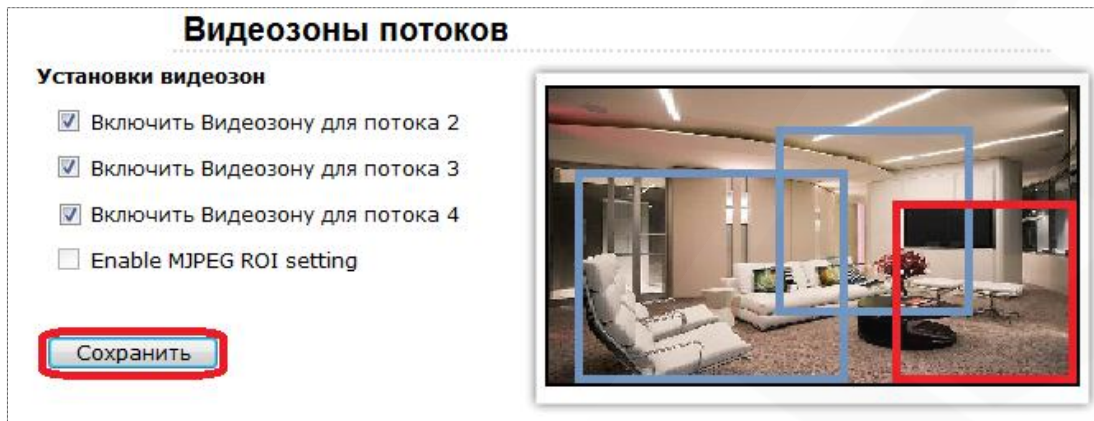 Видеозоны потоков
Установки видеозон
Включить Видеозону для потока 2
Включить Видеозону для потока 3
Включить Видеозону для потока 4
Enable MJPEG ROI setting
Сохранить